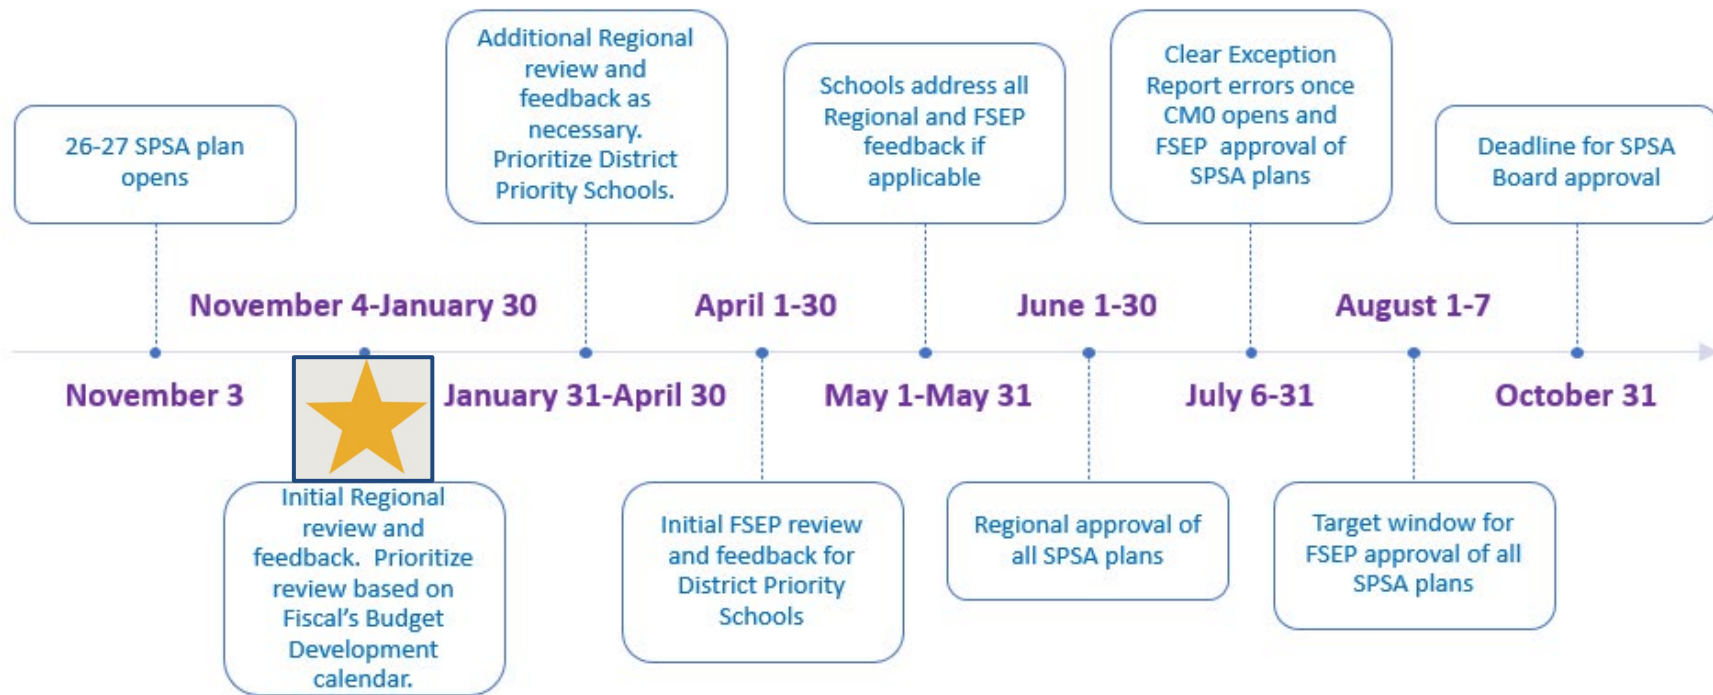 26-27 SPSA plan
opens
Additional Regional
review and
feedback as
necessary.
Prioritize District
Priority Schools.
Schools address all
Regional and FSEP
feedback if
applicable
Clear Exception
Report errors once
CM0 opens and
FSEP approval of
SPSA plans
Deadline for SPSA
Board approval
November 4-January 30
April 1-30
June 1-30
August 1-7
November 3
January 31-April 30
May 1-May 31
July 6-31
October 31
Initial Regional
review and
feedback. Prioritize
review based on
Fiscal’s Budget
Development
calendar.
Initial FSEP review
and feedback for
District Priority
Schools
Regional approval of
all SPSA plans
Target window for
FSEP approval of all
SPSA plans